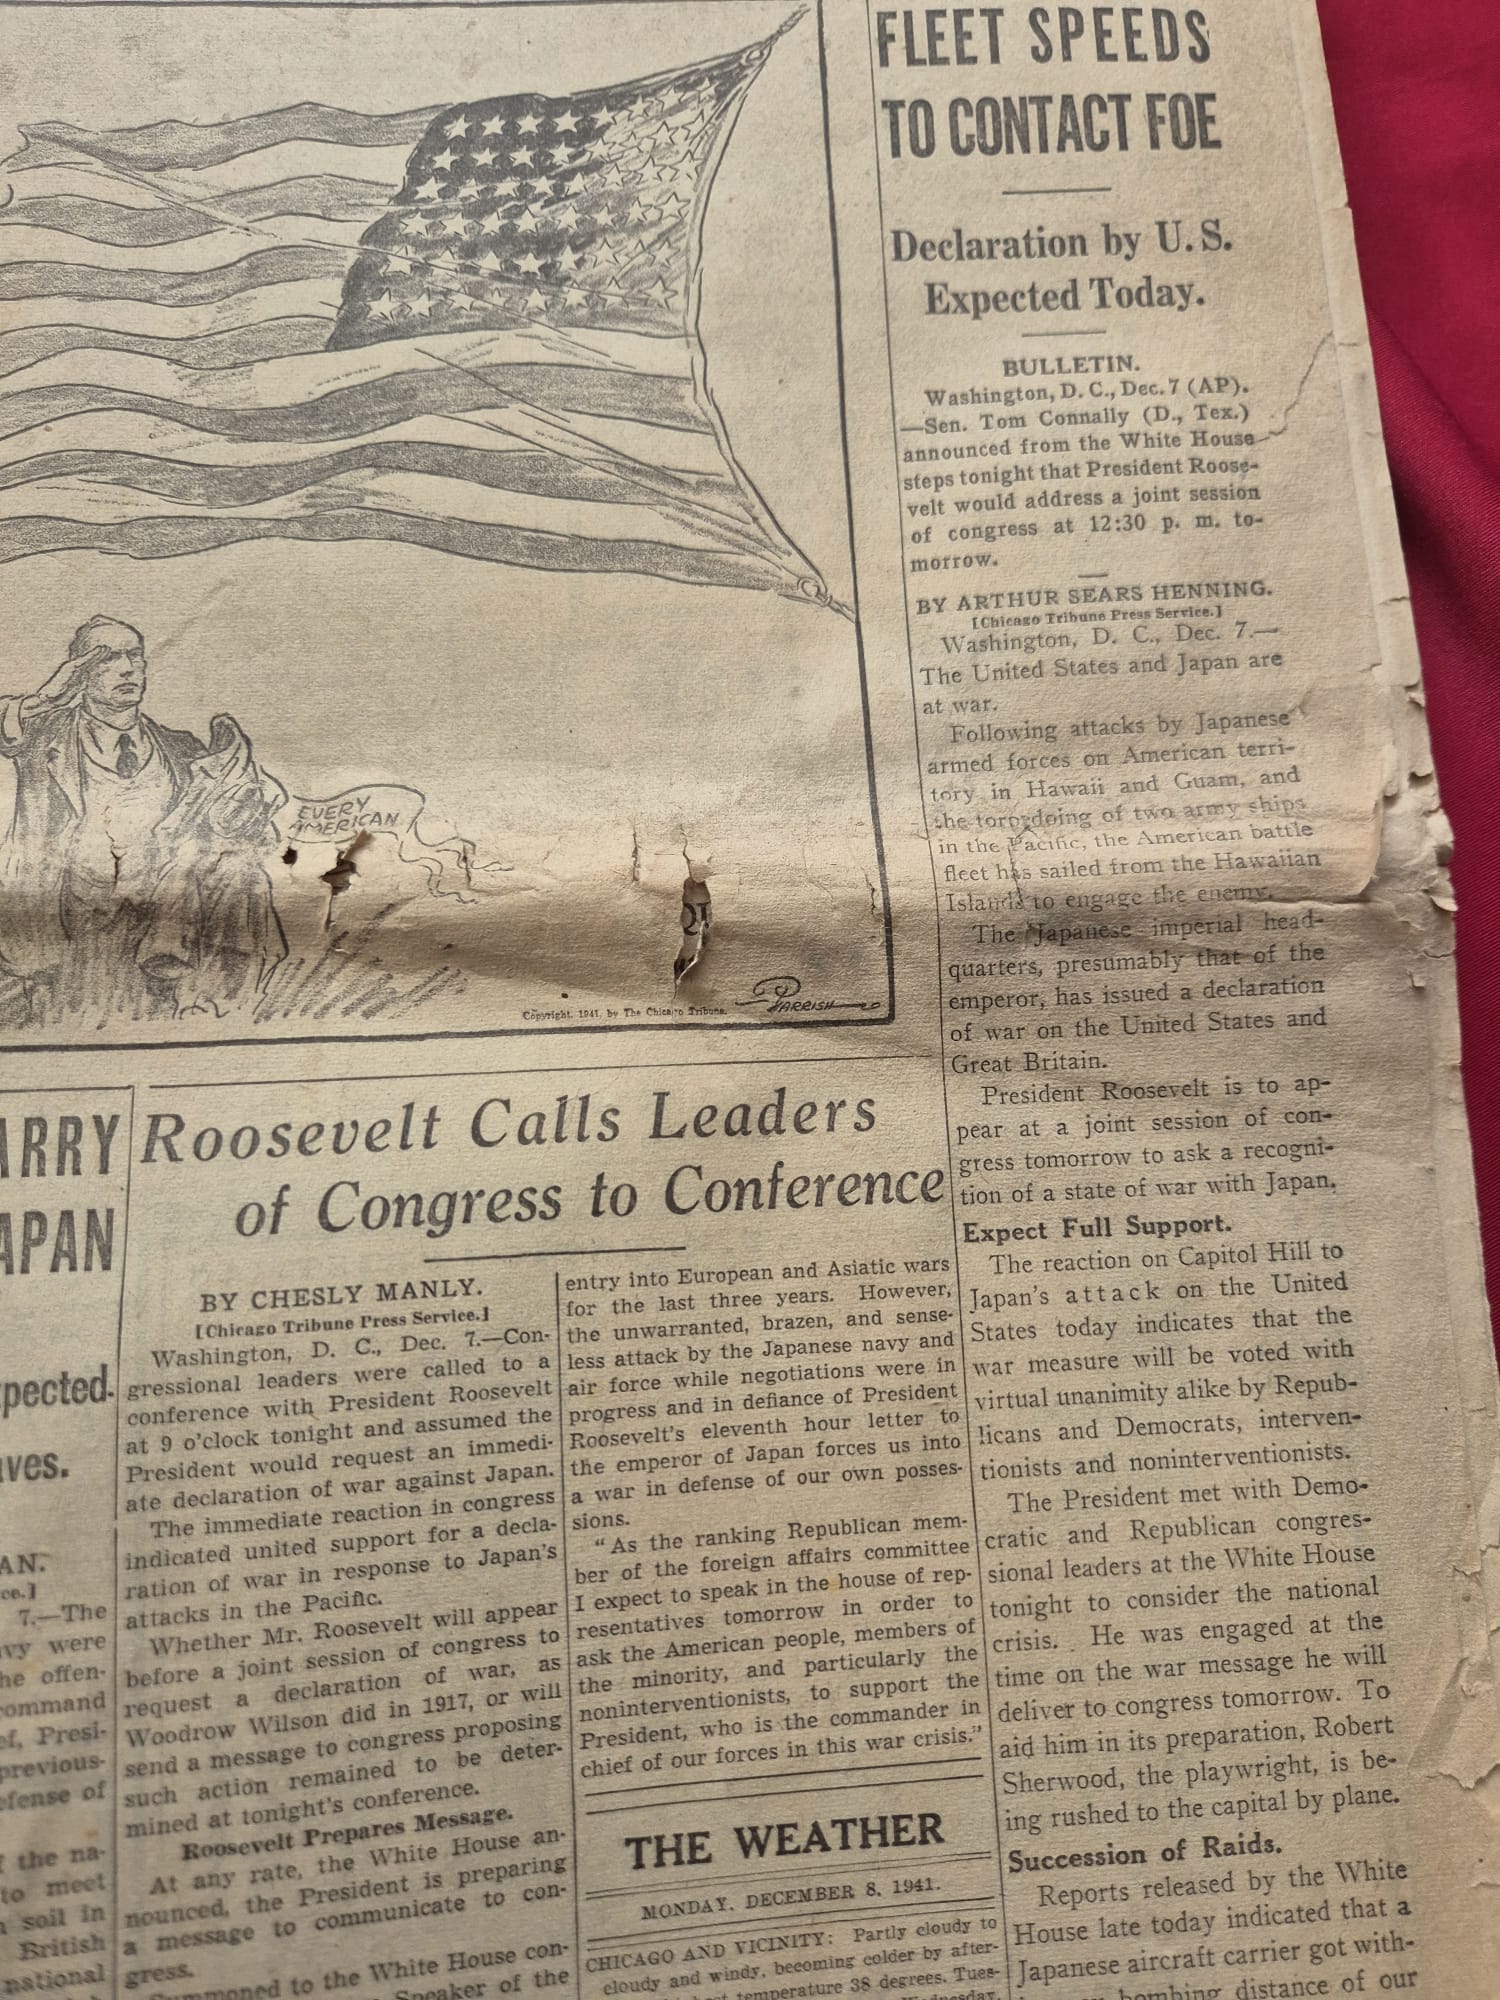 EVERY
AMERICAN
Copyright. 1941. by The Chicago Tribune.
PARRISH
FLEET SPEEDS
TO CONTACT FOE
Declaration by U. S.
Expected Today.
BULLETIN.
Washington, D. C., Dec. 7 (AP).
—Sen. Tom Connally (D., Tex.)
announced from the White House
steps tonight that President Roose-
velt would address a joint session
of congress at 12:30 p. m. to-
morrow.
BY ARTHUR SEARS HENNING.
[Chicago Tribune Press Service.]
Washington, D. C., Dec. 7.—
The United States and Japan are
at war.
Following attacks by Japanese
armed forces on American terri-
tory in Hawaii and Guam, and
the torpedoing of two army ships
in the Pacific, the American battle
fleet has sailed from the Hawaiian
Islands to engage the enemy.
The Japanese imperial head-
quarters, presumably that of the
emperor, has issued a declaration
of war on the United States and
Great Britain.
President Roosevelt is to ap-
pear at a joint session of con-
gress tomorrow to ask a recogni-
tion of a state of war with Japan.
Expect Full Support.
The reaction on Capitol Hill to
Japan's attack on the United
States today indicates that the
war measure will be voted with
virtual unanimity alike by Repub-
licans and Democrats, interven-
tionists and noninterventionists.
The President met with Demo-
cratic and Republican congres-
sional leaders at the White House
tonight to consider the national
crisis. He was engaged at the
time on the war message he will
deliver to congress tomorrow. To
aid him in its preparation, Robert
Sherwood, the playwright, is be-
ing rushed to the capital by plane.
Succession of Raids.
Reports released by the White
House late today indicated that a
Japanese aircraft carrier got with-
bombing distance of our
ARRY
APAN
pected.
ves.
AN.
ce.]
7.—The
vy were
he offen-
ommand
ef, Presi-
previous-
efense of
f the na-
to meet
soil in
British
national
Roosevelt Calls Leaders
of Congress to Conference
BY CHESLY MANLY.
[Chicago Tribune Press Service.]
Washington, D. C., Dec. 7.—Con-
gressional leaders were called to a
conference with President Roosevelt
at 9 o'clock tonight and assumed the
President would request an immedi-
ate declaration of war against Japan.
The immediate reaction in congress
indicated united support for a decla-
ration of war in response to Japan's
attacks in the Pacific.
Whether Mr. Roosevelt will appear
before a joint session of congress to
request a declaration of war, as
Woodrow Wilson did in 1917, or will
send a message to congress proposing
such action remained to be deter-
mined at tonight's conference.
Roosevelt Prepares Message.
At any rate, the White House an-
nounced, the President is preparing
a message to communicate to con-
gress.
Summoned to the White House con-
Speaker of the
entry into European and Asiatic wars
for the last three years. However,
the unwarranted, brazen, and sense-
less attack by the Japanese navy and
air force while negotiations were in
progress and in defiance of President
Roosevelt's eleventh hour letter to
the emperor of Japan forces us into
a war in defense of our own posses-
sions.
"As the ranking Republican mem-
ber of the foreign affairs committee
I expect to speak in the house of rep-
resentatives tomorrow in order to
ask the American people, members of
the minority, and particularly the
noninterventionists, to support the
President, who is the commander in
chief of our forces in this war crisis."
THE WEATHER
MONDAY, DECEMBER 8, 1941.
CHICAGO AND VICINITY: Partly cloudy to
cloudy and windy, becoming colder by after-
temperature 38 degrees. Tues-